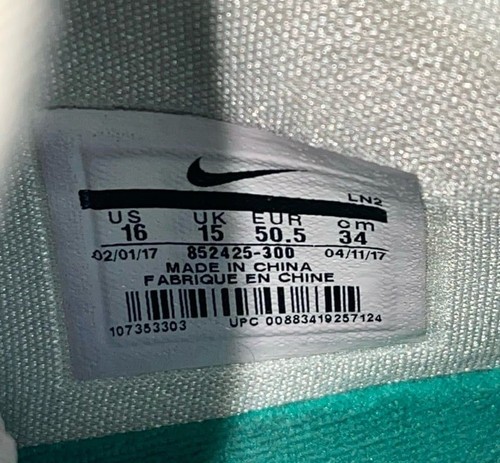 LN2
US UK EUR cm
16 15 50.5 34
02/01/17 852425-300 04/11/17
MADE IN CHINA
FABRIQUE EN CHINE
107353303 UPC 00883419257124